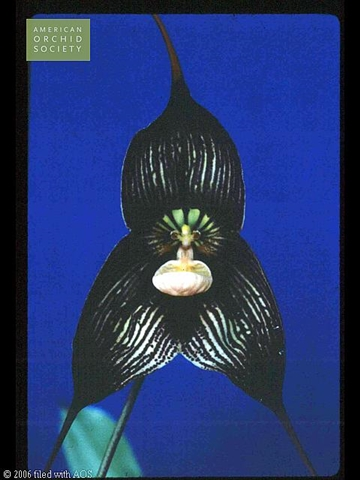 AMERICAN
ORCHID
SOCIETY
© 2006 filed with AOS.